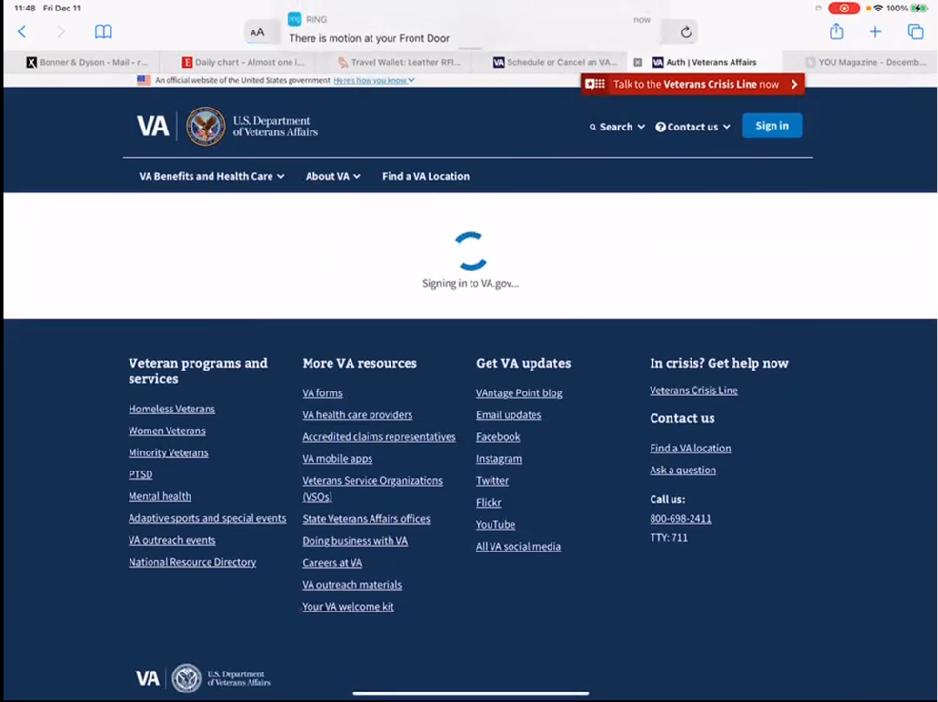 11:48 Fri Dec 11
100%
AA
RING
now
There is motion at your Front Door
Bonner & Dyson - Mail - r...
Daily chart - Almost one i...
Travel Wallet: Leather RFI...
Schedule or Cancel an VA...
Auth | Veterans Affairs
YOU Magazine - Decemb...
An official website of the United States government Here's how you know
Talk to the Veterans Crisis Line now
VA
U.S. Department
of Veterans Affairs
Search
Contact us
Sign in
VA Benefits and Health Care
About VA
Find a VA Location
Signing in to VA.gov...
Veteran programs and
services
Homeless Veterans
Women Veterans
Minority Veterans
PTSD
Mental health
Adaptive sports and special events
VA outreach events
National Resource Directory
More VA resources
VA forms
VA health care providers
Accredited claims representatives
VA mobile apps
Veterans Service Organizations
(VSOs)
State Veterans Affairs offices
Doing business with VA
Careers at VA
VA outreach materials
Your VA welcome kit
Get VA updates
VAntage Point blog
Email updates
Facebook
Instagram
Twitter
Flickr
YouTube
All VA social media
In crisis? Get help now
Veterans Crisis Line
Contact us
Find a VA location
Ask a question
Call us:
800-698-2411
TTY: 711
VA
U.S. Department
of Veterans Affairs